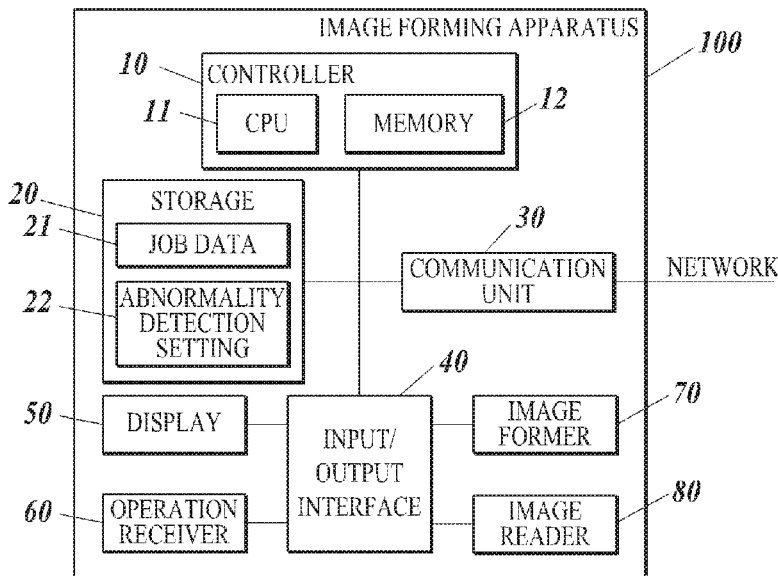 IMAGE FORMING APPARATUS
100
10
CONTROLLER
11
CPU
MEMORY
12
20
STORAGE
21
JOB DATA
22
ABNORMALITY
DETECTION
SETTING
30
COMMUNICATION
UNIT
NETWORK
40
INPUT/
OUTPUT
INTERFACE
50
DISPLAY
IMAGE
FORMER
70
60
OPERATION
RECEIVER
IMAGE
READER
80